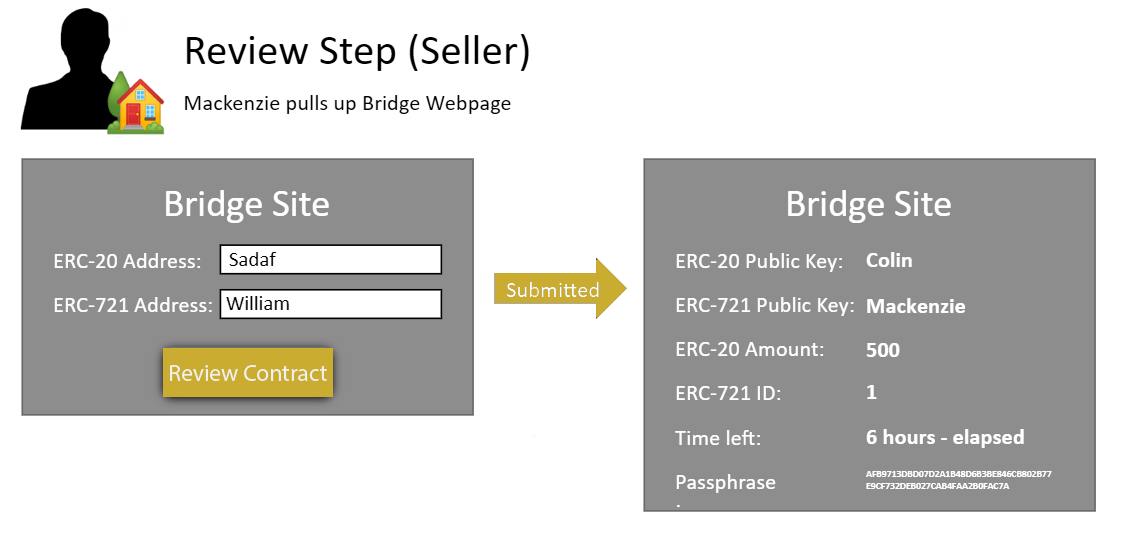 Review Step (Seller)
Mackenzie pulls up Bridge Webpage
Bridge Site
ERC-20 Address: Sadaf
ERC-721 Address: William
Review Contract
Submitted
Bridge Site
ERC-20 Public Key: Colin
ERC-721 Public Key: Mackenzie
ERC-20 Amount: 500
ERC-721 ID: 1
Time left: 6 hours - elapsed
Passphrase AFB9713DBD07D2A1B48D6B3BE846CB802B77
E9CF732DEB027CAB4FAA2B0FAC7A